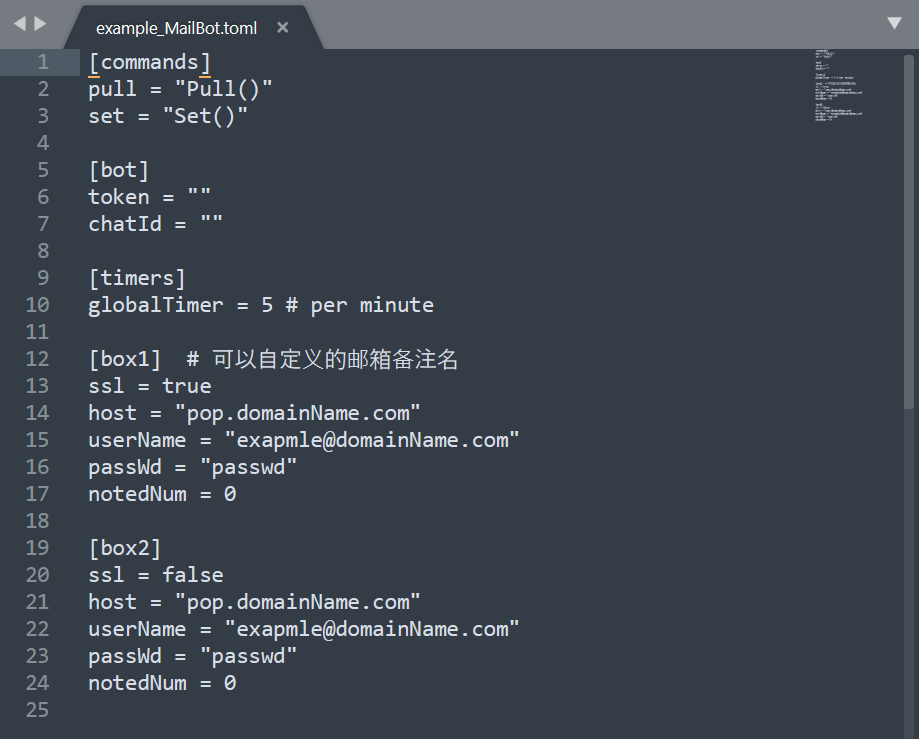 example_MailBot.toml
1 [commands]
2 pull = "Pull()"
3 set = "Set()"
4
5 [bot]
6 token = ""
7 chatId = ""
8
9 [timers]
10 globalTimer = 5 # per minute
11
12 [box1]  # 可以自定义的邮箱备注名
13 ssl = true
14 host = "pop.domainName.com"
15 userName = "exapmle@domainName.com"
16 passWd = "passwd"
17 notedNum = 0
18
19 [box2]
20 ssl = false
21 host = "pop.domainName.com"
22 userName = "exapmle@domainName.com"
23 passWd = "passwd"
24 notedNum = 0
25